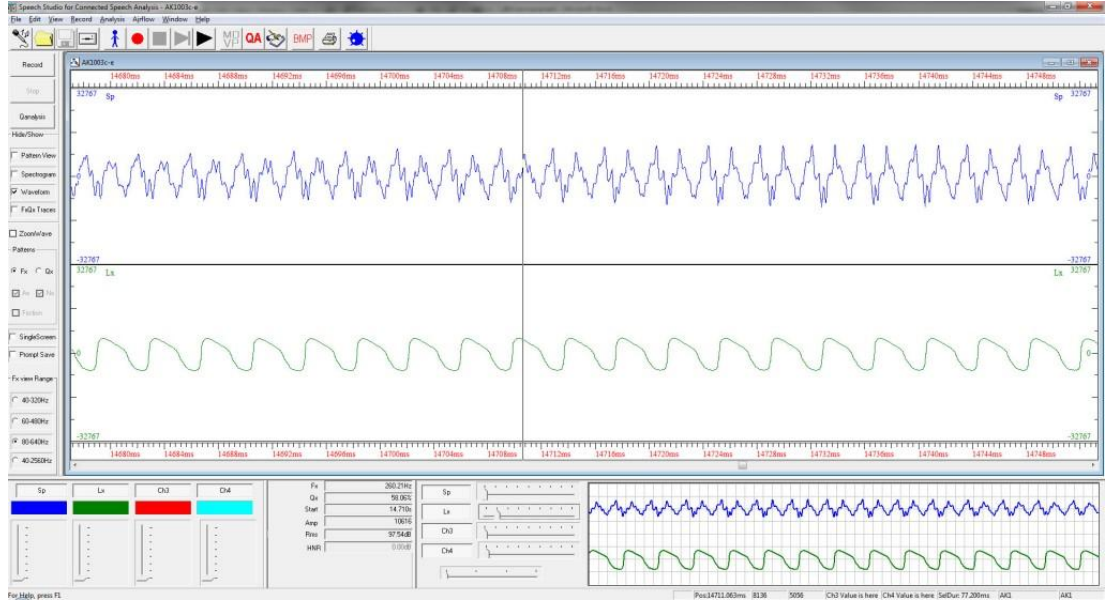 Speech Studio for Connected Speech Analysis - AK1003c-e
File Edit View Record Analysis Airflow Window Help
QA BMP
Record
Stop
Qanalysis
Hide/Show
Pattern View
Spectrogram
Waveform
FxQx Traces
ZoomWave
Patterns
Fx Qx
Friction
SingleScreen
Prompt Save
Fx view Range
40-320Hz
60-480Hz
80-640Hz
40-2560Hz
AK1003c-e
14680ms 14684ms 14688ms 14692ms 14696ms 14700ms 14704ms 14708ms 14712ms 14716ms 14720ms 14724ms 14728ms 14732ms 14736ms 14740ms 14744ms 14748ms
32767 Sp Sp 32767
0 0
-32767 -32767
32767 Lx Lx 32767
0 0
-32767 -32767
14680ms 14684ms 14688ms 14692ms 14696ms 14700ms 14704ms 14708ms 14712ms 14716ms 14720ms 14724ms 14728ms 14732ms 14736ms 14740ms 14744ms 14748ms
Sp Lx Ch3 Ch4
Fx 260.21Hz
Qx 59.06%
Start 14.710s
Amp 10616
Rms 97.54dB
HNR 0.00dB
Sp
Lx
Ch3
Ch4
For Help, press F1
Pos:14711.063ms 8136 5056 Ch3 Value is here Ch4 Value is here SelDur: 77.200ms AK1 AK1